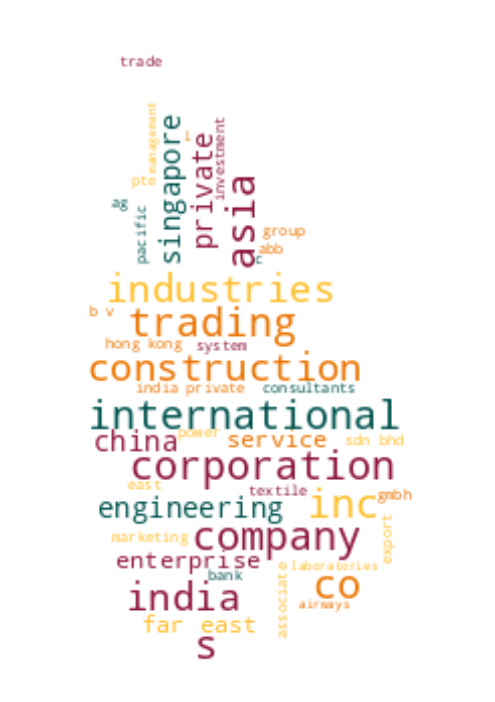 trade
management
l
singapore
private
investment
pte
asia
ag
pacific
group
abb
c
industries
b v
trading
hong kong
system
construction
india private
consultants
international
china
power
service
sdn bhd
corporation
east
textile
gmbh
engineering
inc
marketing
company
export
enterprise
laboratories
bank
associate
co
india
airways
far east
s